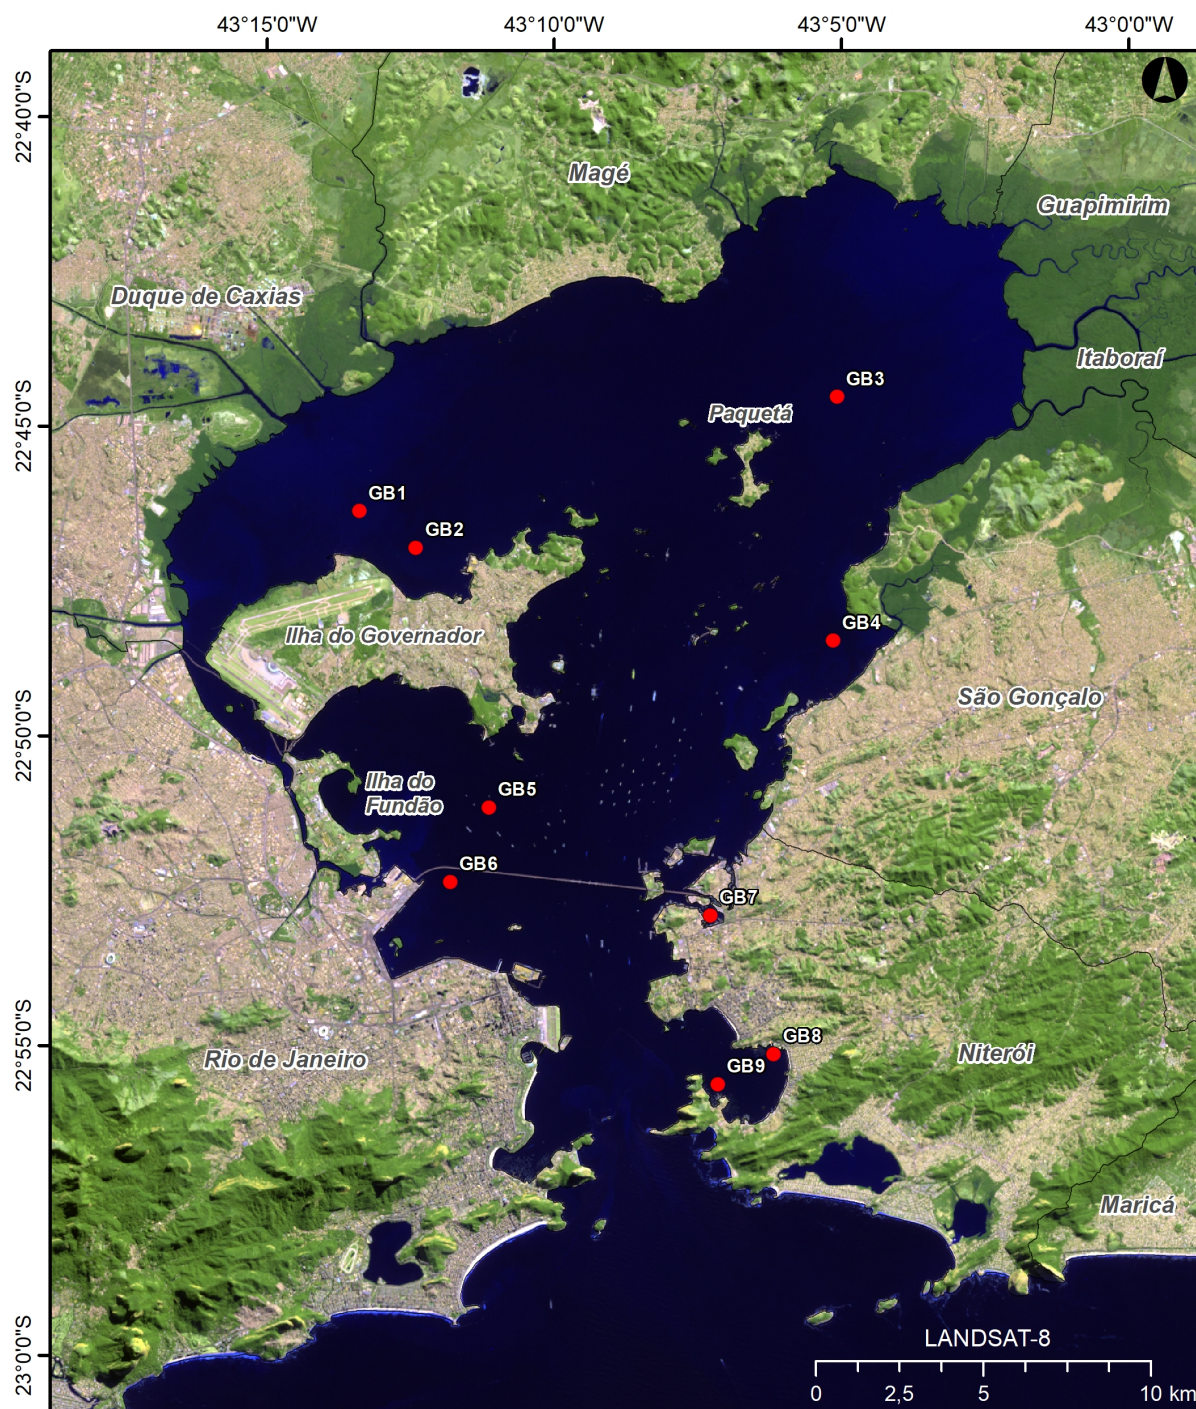 43°15'0"W
43°10'0"W
43°5'0"W
43°0'0"W
22°40'0"S
Magé
Guapimirim
Duque de Caxias
Itaboraí
GB3
Paquetá
22°45'0"S
GB1
GB2
GB4
Ilha do Governador
São Gonçalo
22°50'0"S
Ilha do
Fundão
GB5
GB6
GB7
22°55'0"S
GB8
Rio de Janeiro
Niterói
GB9
Maricá
23°0'0"S
LANDSAT-8
0 2,5 5 10 km